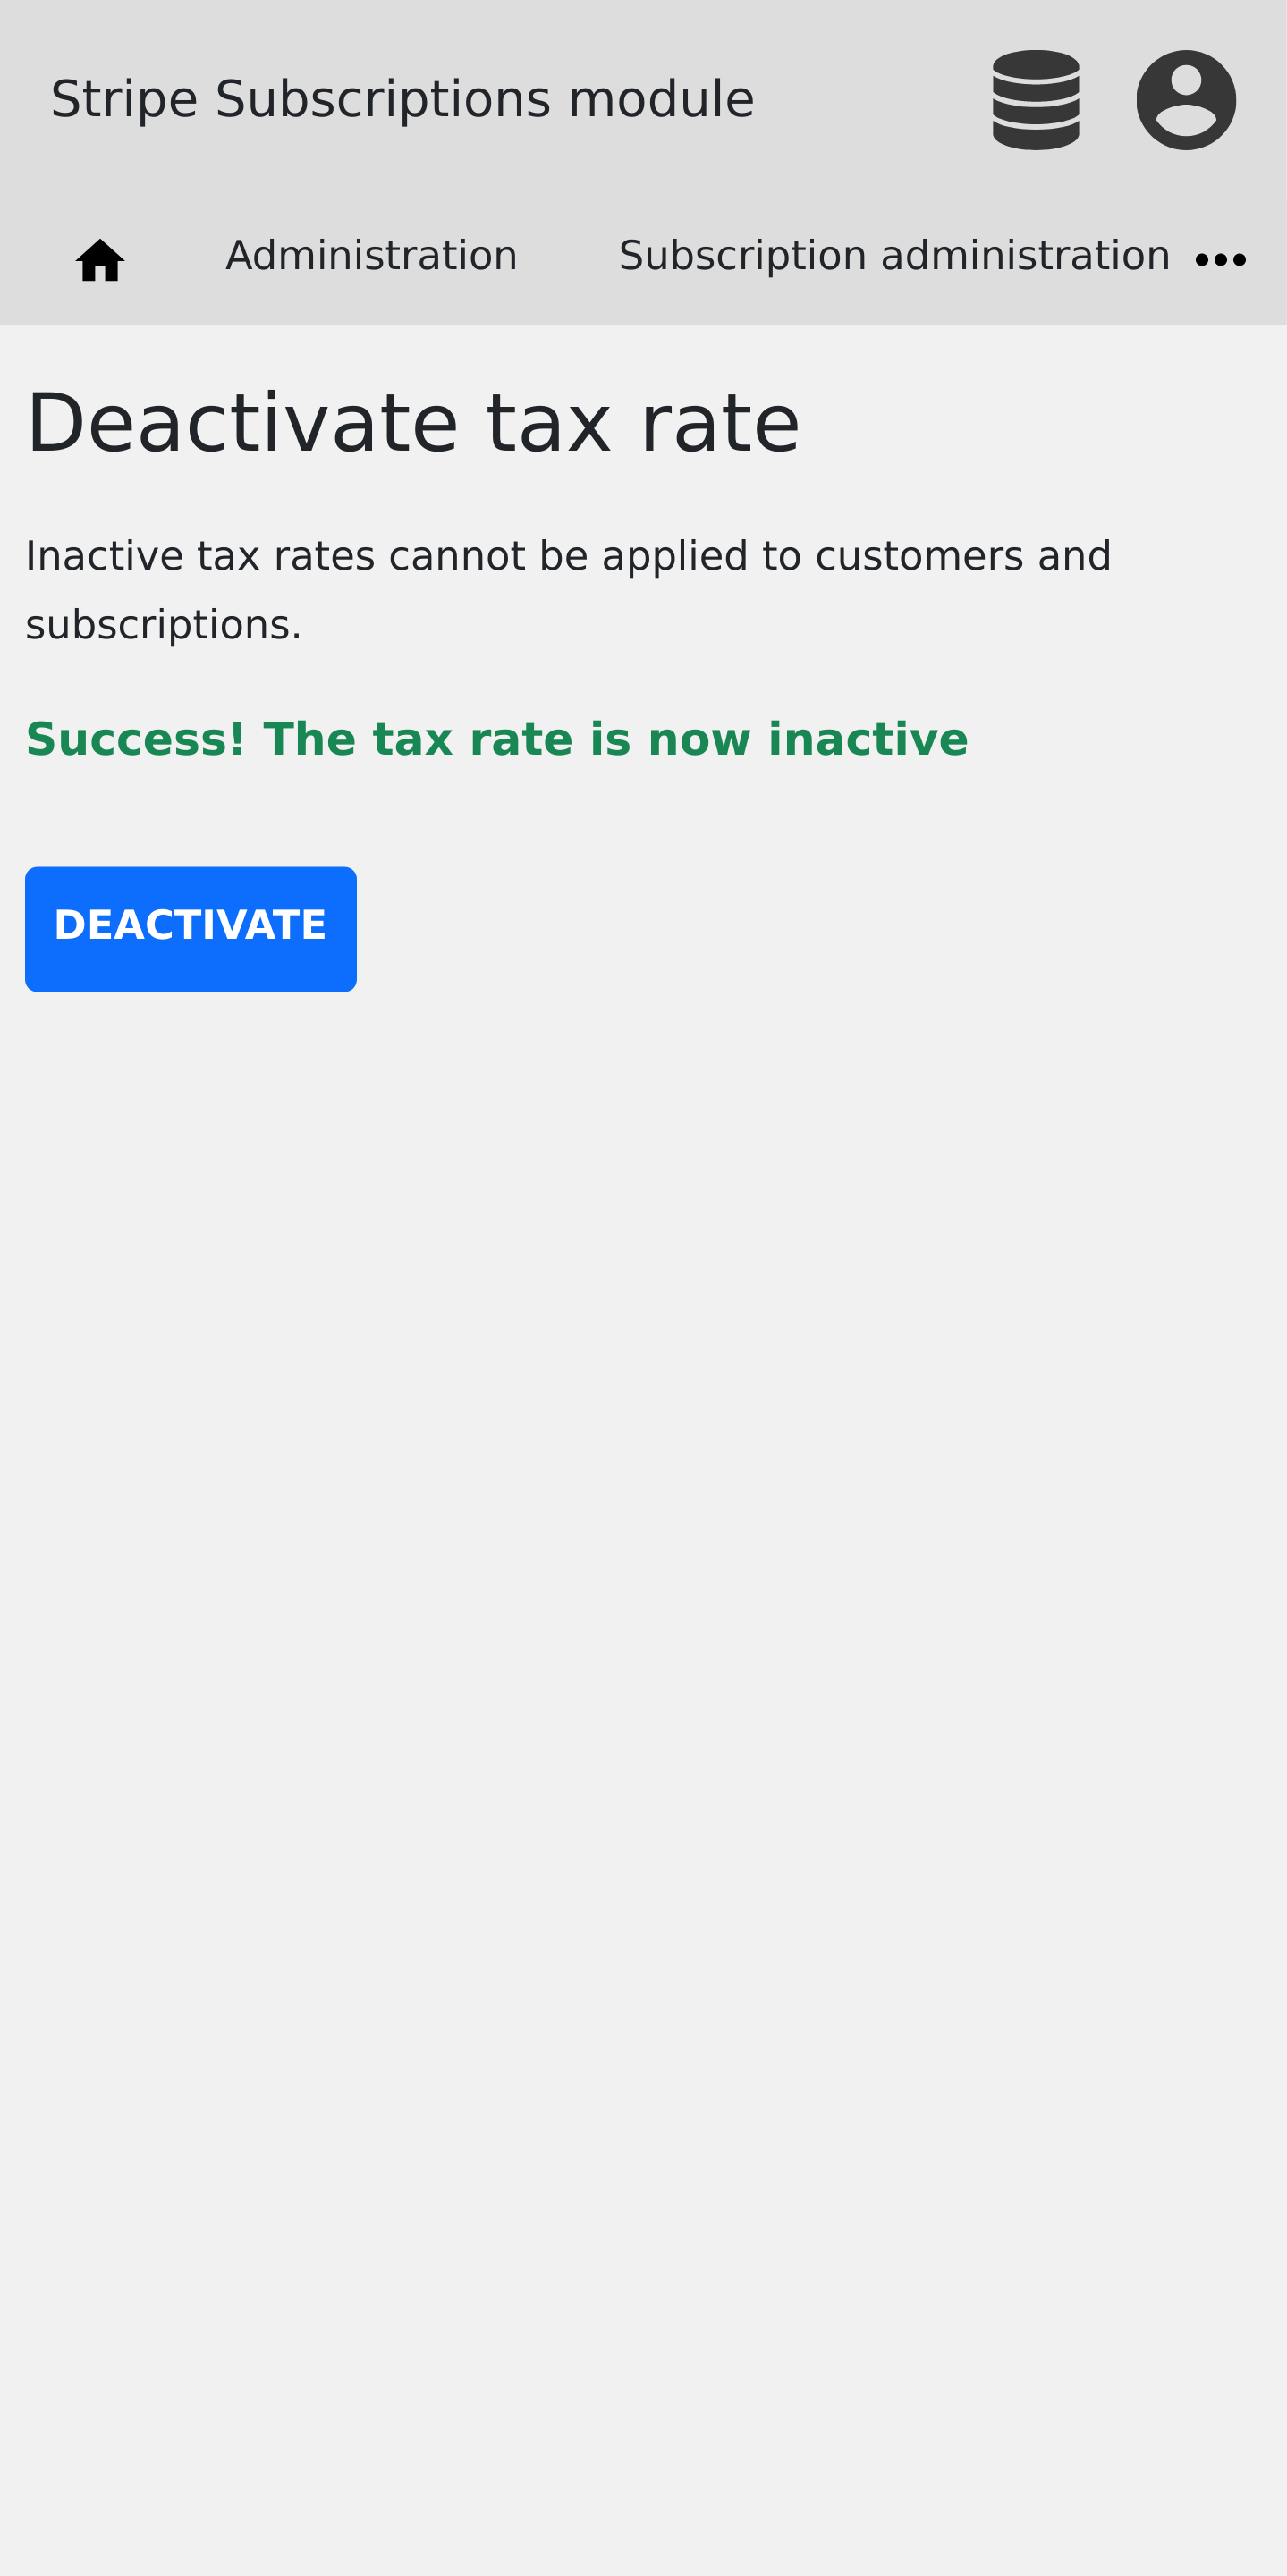 Stripe Subscriptions module
Administration Subscription administration
Deactivate tax rate
Inactive tax rates cannot be applied to customers and
subscriptions.
Success! The tax rate is now inactive
DEACTIVATE